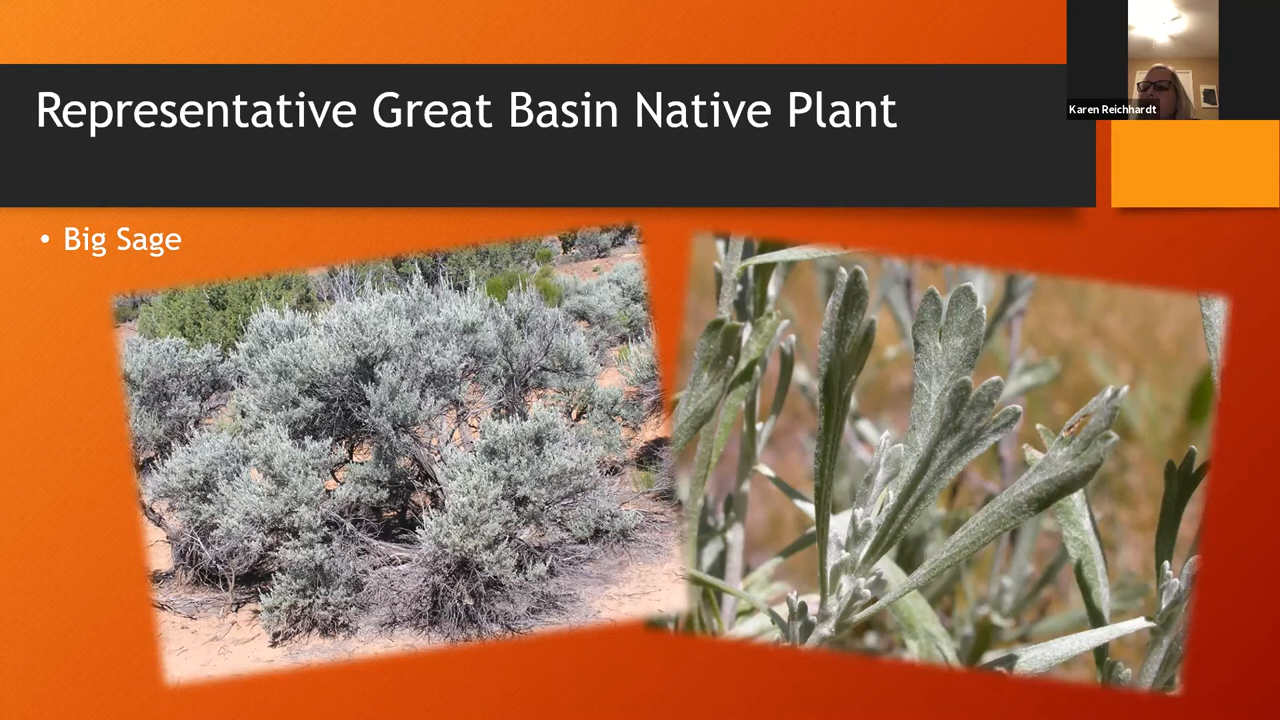 Representative Great Basin Native Plant
Karen Reichhardt
• Big Sage